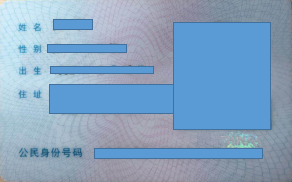 姓 名
性 别
出 生
住 址
公民身份号码